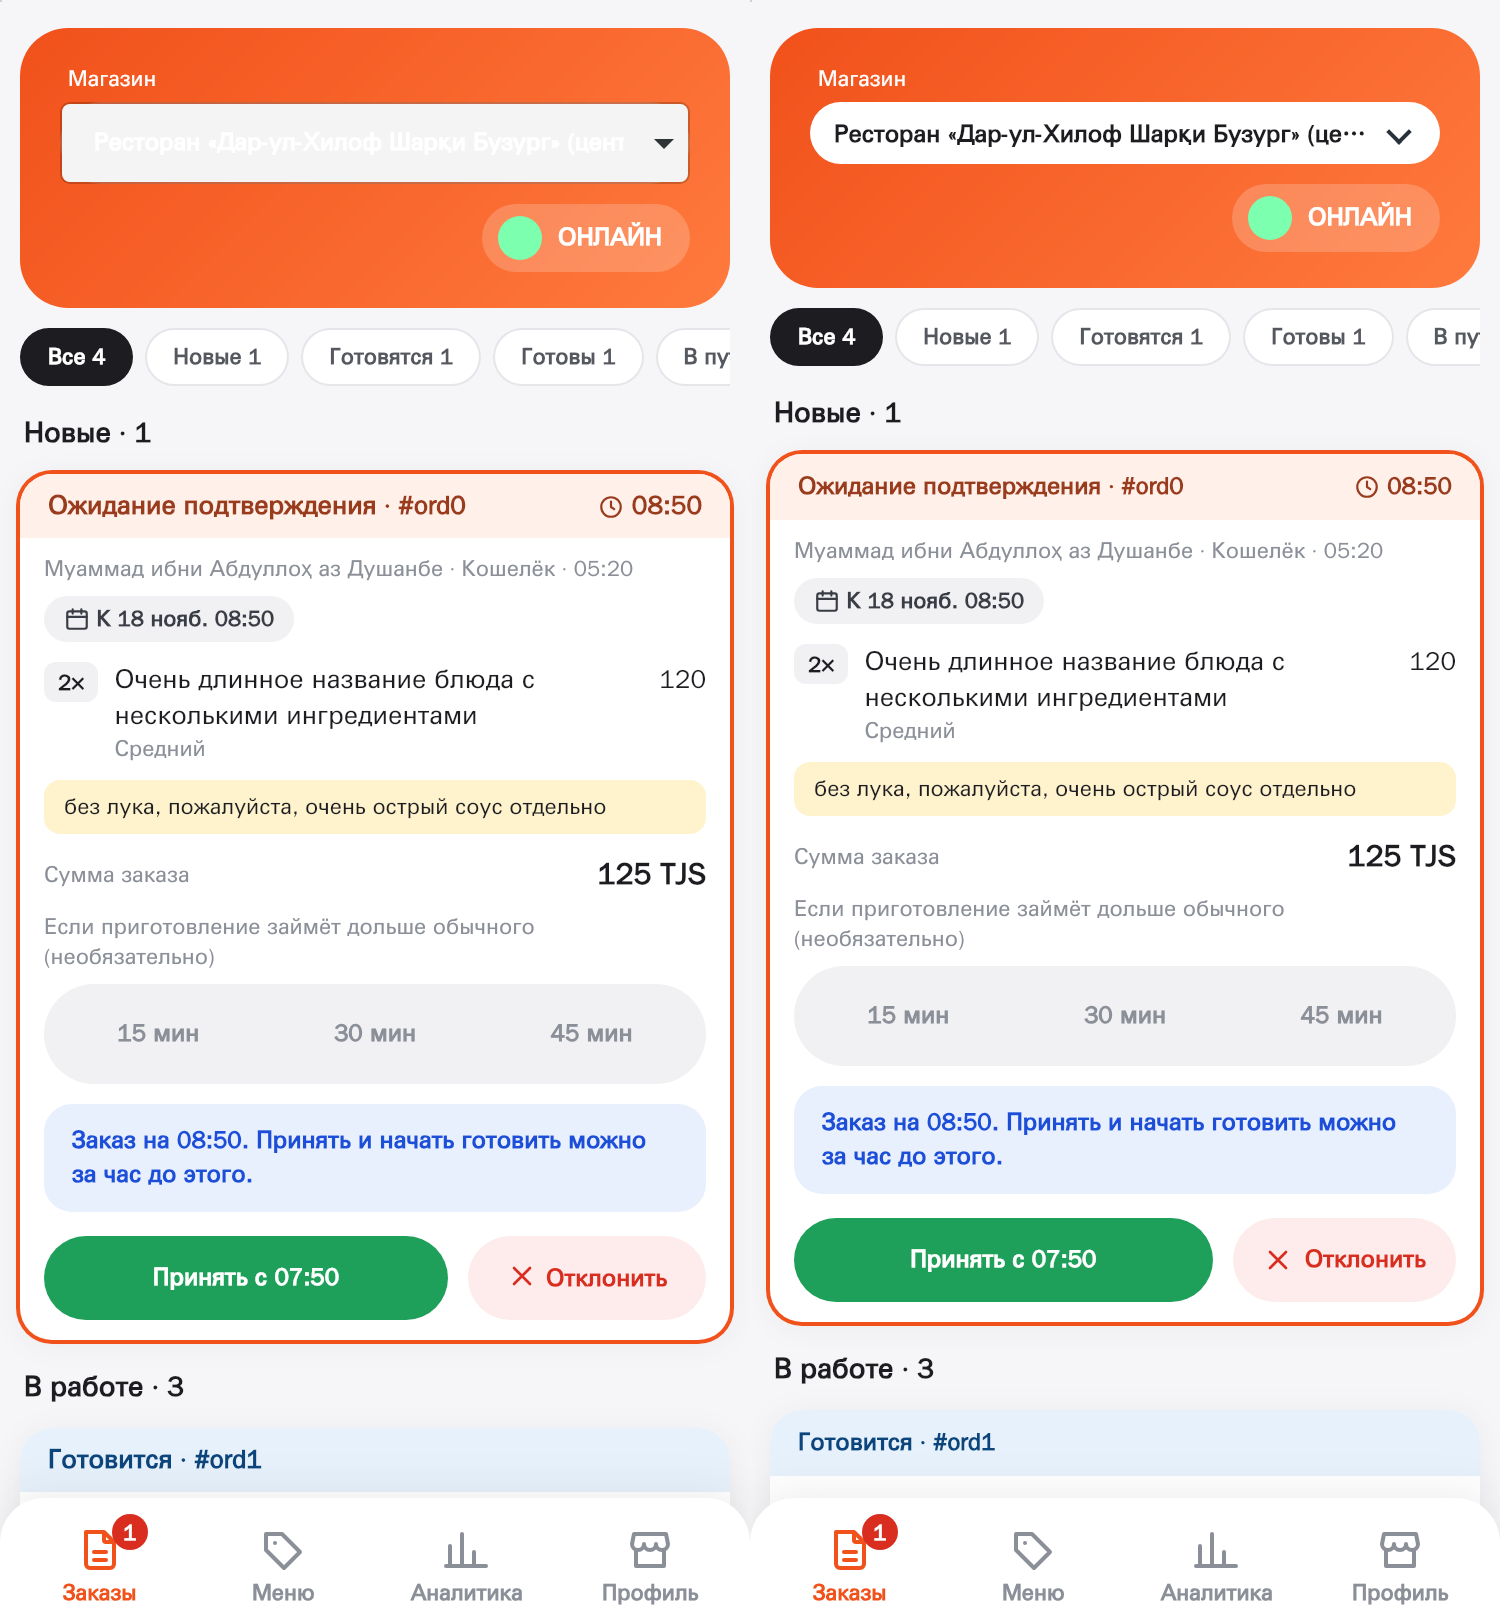 Магазин
Ресторан «Дар-ул-Хилоф Шарқи Бузург» (цент
ОНЛАЙН
Все 4
Новые 1
Готовятся 1
Готовы 1
В пу
Новые · 1
Ожидание подтверждения · #ord0
08:50
Муаммад ибни Абдуллоҳ аз Душанбе · Кошелёк · 05:20
К 18 нояб. 08:50
2× Очень длинное название блюда с 120
несколькими ингредиентами
Средний
без лука, пожалуйста, очень острый соус отдельно
Сумма заказа 125 TJS
Если приготовление займёт дольше обычного
(необязательно)
15 мин 30 мин 45 мин
Заказ на 08:50. Принять и начать готовить можно
за час до этого.
Принять с 07:50
Отклонить
В работе · 3
Готовится · #ord1
1
Заказы Меню Аналитика Профиль
Магазин
Ресторан «Дар-ул-Хилоф Шарқи Бузург» (це···
ОНЛАЙН
Все 4
Новые 1
Готовятся 1
Готовы 1
В пу
Новые · 1
Ожидание подтверждения · #ord0
08:50
Муаммад ибни Абдуллоҳ аз Душанбе · Кошелёк · 05:20
К 18 нояб. 08:50
2× Очень длинное название блюда с 120
несколькими ингредиентами
Средний
без лука, пожалуйста, очень острый соус отдельно
Сумма заказа 125 TJS
Если приготовление займёт дольше обычного
(необязательно)
15 мин 30 мин 45 мин
Заказ на 08:50. Принять и начать готовить можно
за час до этого.
Принять с 07:50
Отклонить
В работе · 3
Готовится · #ord1
1
Заказы Меню Аналитика Профиль